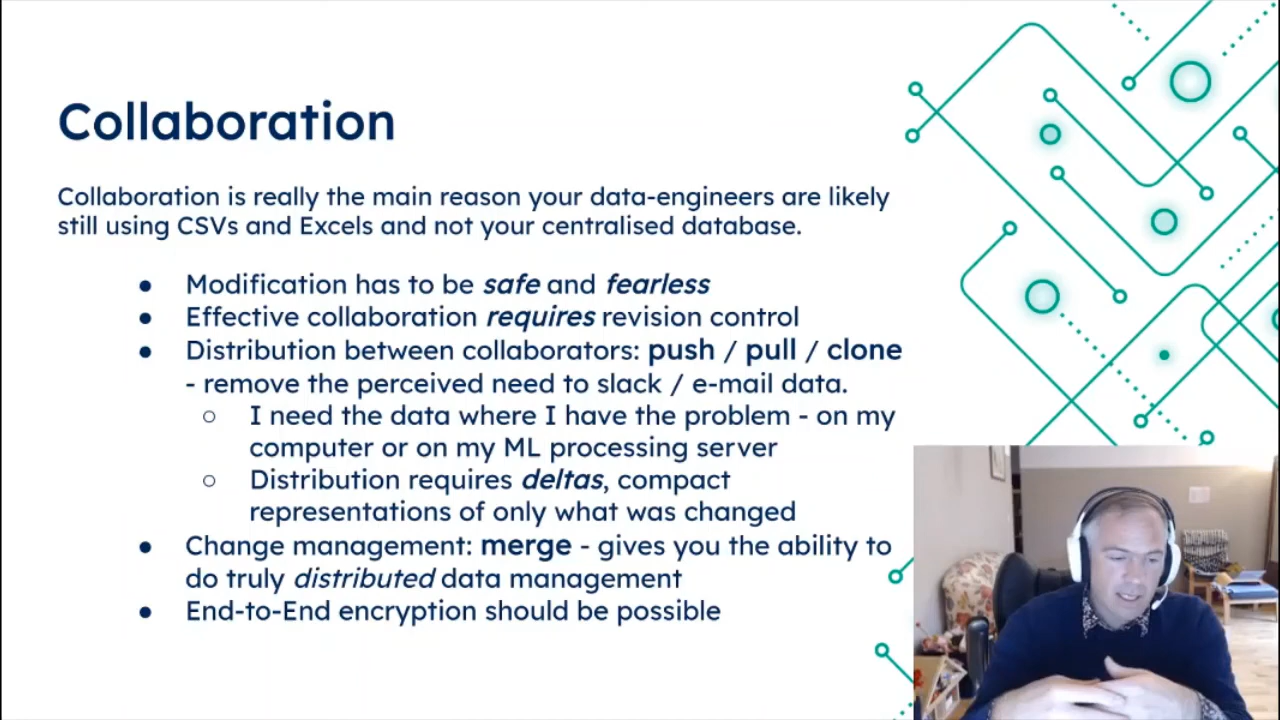 Collaboration
Collaboration is really the main reason your data-engineers are likely
still using CSVs and Excels and not your centralised database.
● Modification has to be safe and fearless
● Effective collaboration requires revision control
● Distribution between collaborators: push / pull / clone
- remove the perceived need to slack / e-mail data.
○ I need the data where I have the problem - on my
computer or on my ML processing server
○ Distribution requires deltas, compact
representations of only what was changed
● Change management: merge - gives you the ability to
do truly distributed data management
● End-to-End encryption should be possible